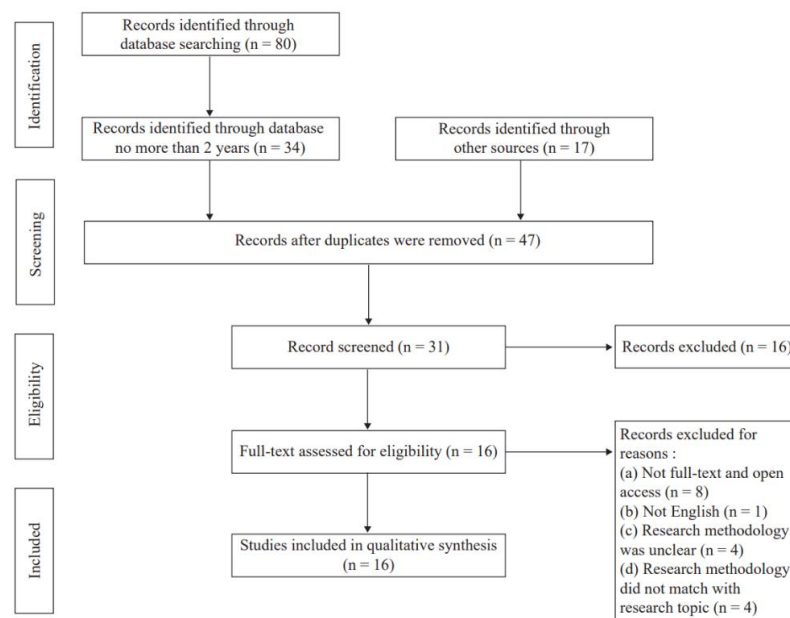 Identification
Records identified through
database searching (n = 80)
Records identified through database
no more than 2 years (n = 34)
Records identified through
other sources (n = 17)
Screening
Records after duplicates were removed (n = 47)
Eligibility
Record screened (n = 31)
Records excluded (n = 16)
Full-text assessed for eligibility (n = 16)
Records excluded for
reasons :
(a) Not full-text and open
access (n = 8)
(b) Not English (n = 1)
(c) Research methodology
was unclear (n = 4)
(d) Research methodology
did not match with
research topic (n = 4)
Included
Studies included in qualitative synthesis
(n = 16)